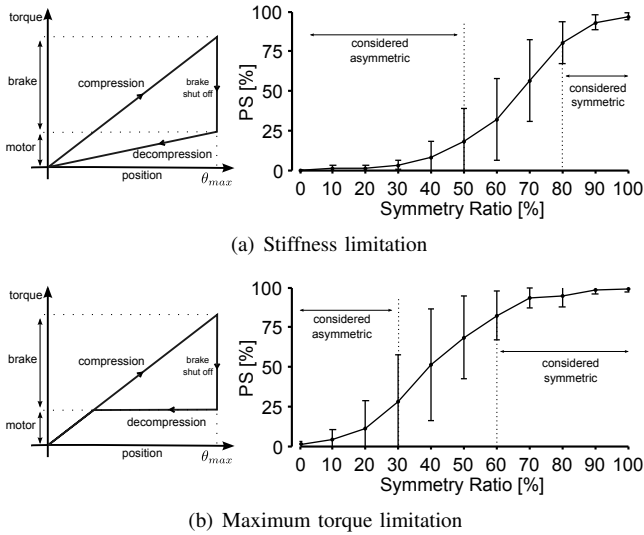 torque
brake
motor
compression
brake
shut off
decompression
position
θmax
PS [%]
100
75
50
25
0
considered
asymmetric
considered
symmetric
0 10 20 30 40 50 60 70 80 90 100
Symmetry Ratio [%]
(a) Stiffness limitation
torque
brake
motor
compression
brake
shut off
decompression
position
θmax
PS [%]
100
75
50
25
0
considered
asymmetric
considered
symmetric
0 10 20 30 40 50 60 70 80 90 100
Symmetry Ratio [%]
(b) Maximum torque limitation